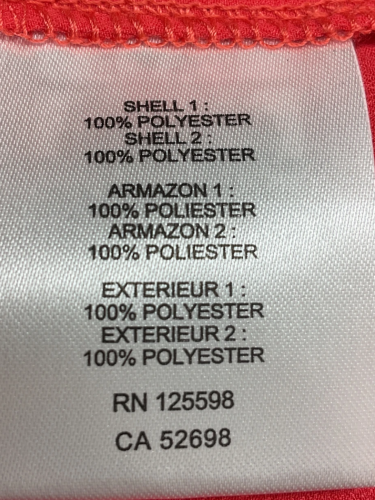 SHELL 1 :
100% POLYESTER
SHELL 2 :
100% POLYESTER
ARMAZON 1 :
100% POLIESTER
ARMAZON 2 :
100% POLIESTER
EXTERIEUR 1 :
100% POLYESTER
EXTERIEUR 2 :
100% POLYESTER
RN 125598
CA 52698